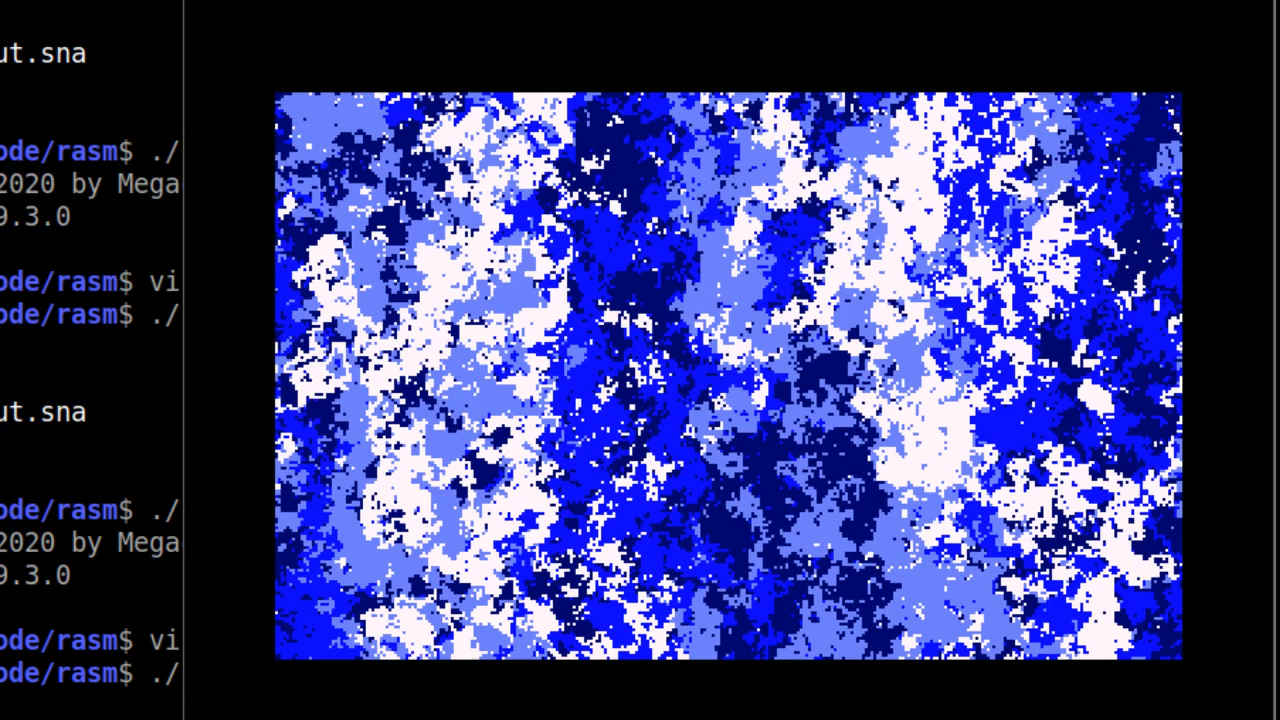 ut.sna
ode/rasm$ ./
2020 by Mega
9.3.0
ode/rasm$ vi
ode/rasm$ ./
ut.sna
ode/rasm$ ./
2020 by Mega
9.3.0
ode/rasm$ vi
ode/rasm$ ./